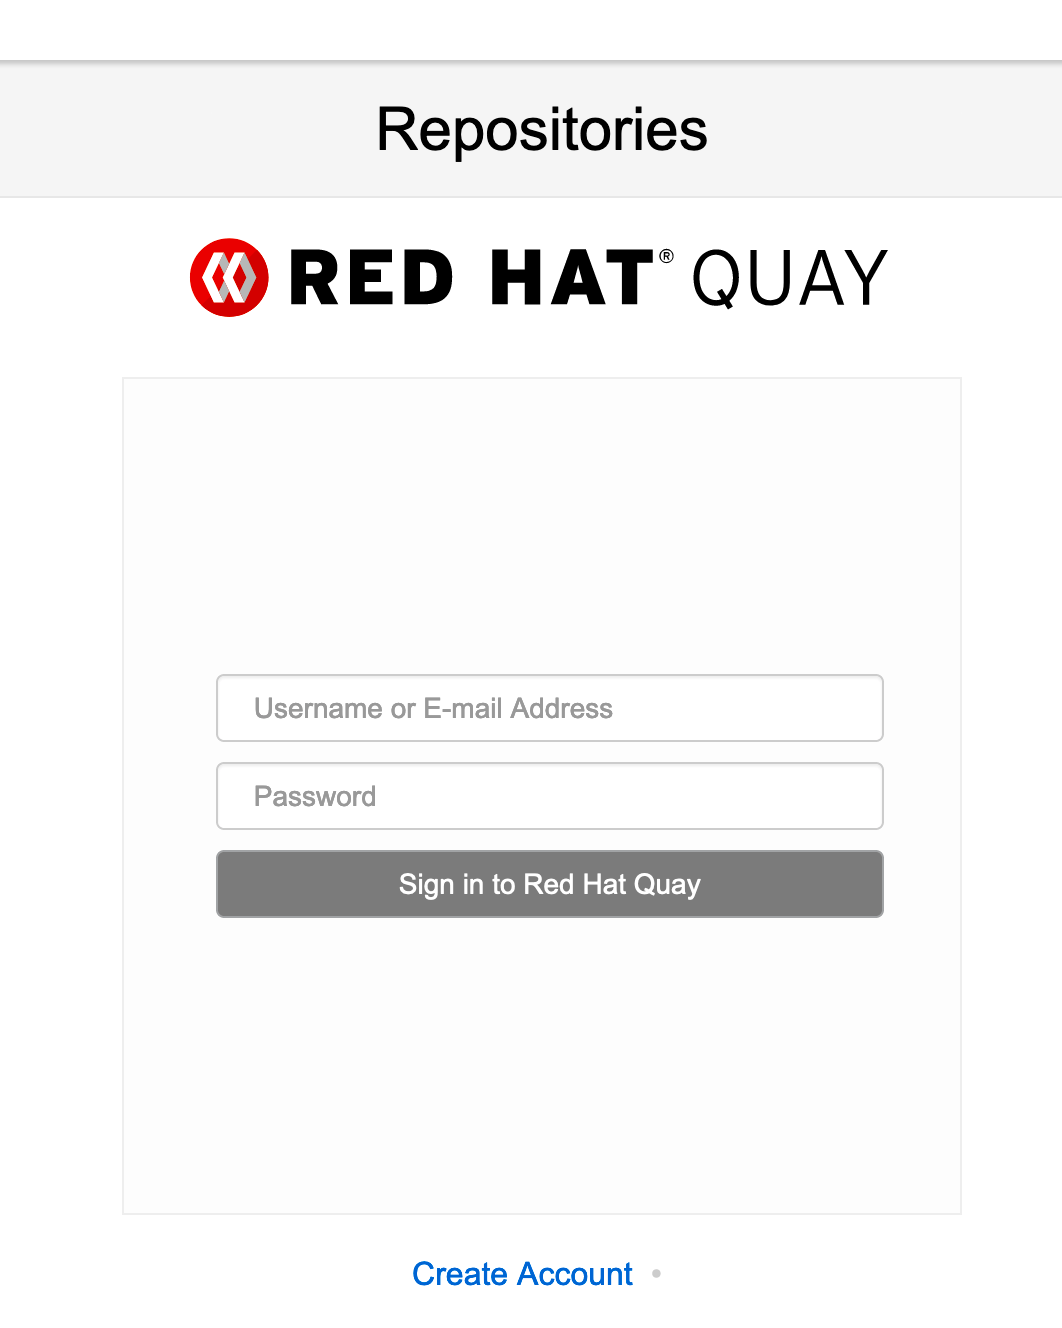 Repositories
RED HAT® QUAY
Username or E-mail Address
Password
Sign in to Red Hat Quay
Create Account